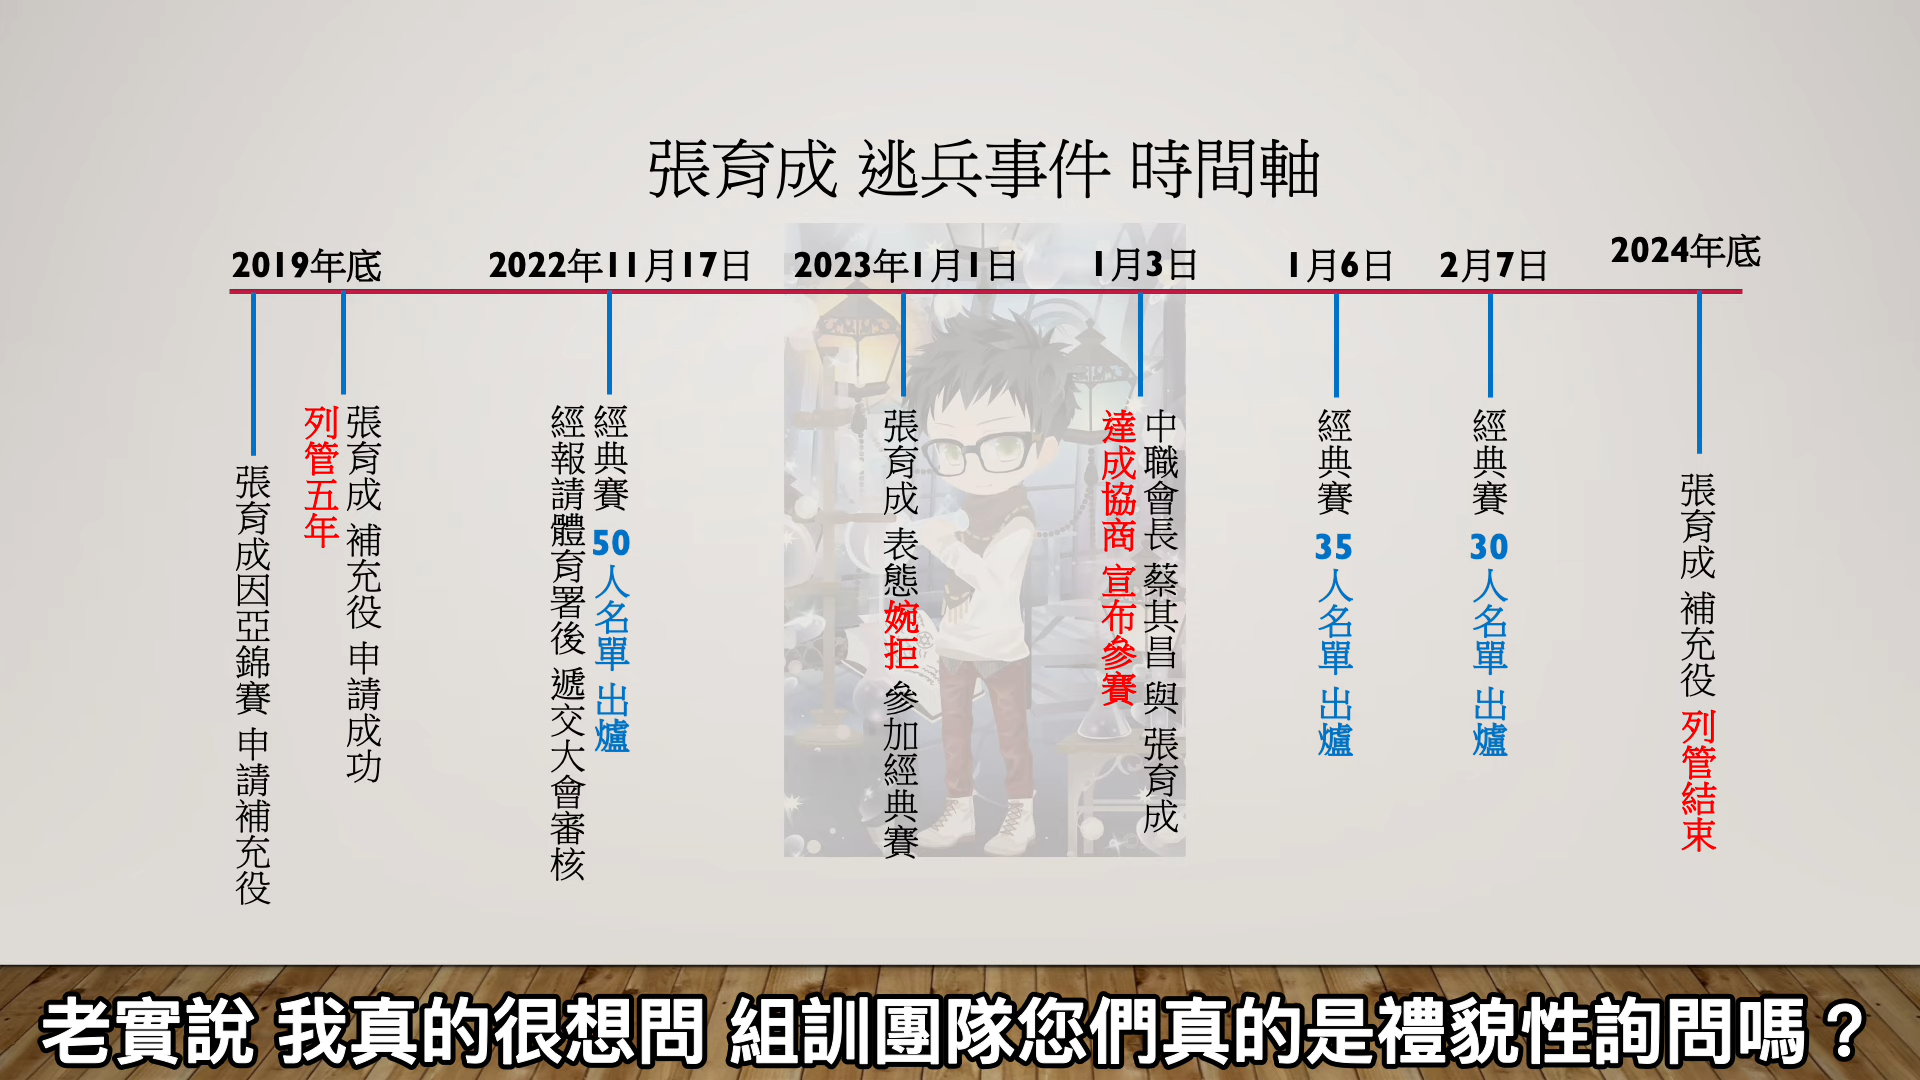 張育成 逃兵事件 時間軸
2019年底
2022年11月17日
2023年1月1日
1月3日
1月6日
2月7日
2024年底
張育成因亞錦賽 申請補充役
張育成 補充役 申請成功
列管五年
經典賽 50人名單 出爐
經報請體育署後 遞交大會審核
張育成 表態婉拒 參加經典賽
中職會長 蔡其昌 與 張育成
達成協商 宣布參賽
經典賽 35人名單 出爐
經典賽 30人名單 出爐
張育成 補充役 列管結束
老實說 我真的很想問 組訓團隊您們真的是禮貌性詢問嗎？